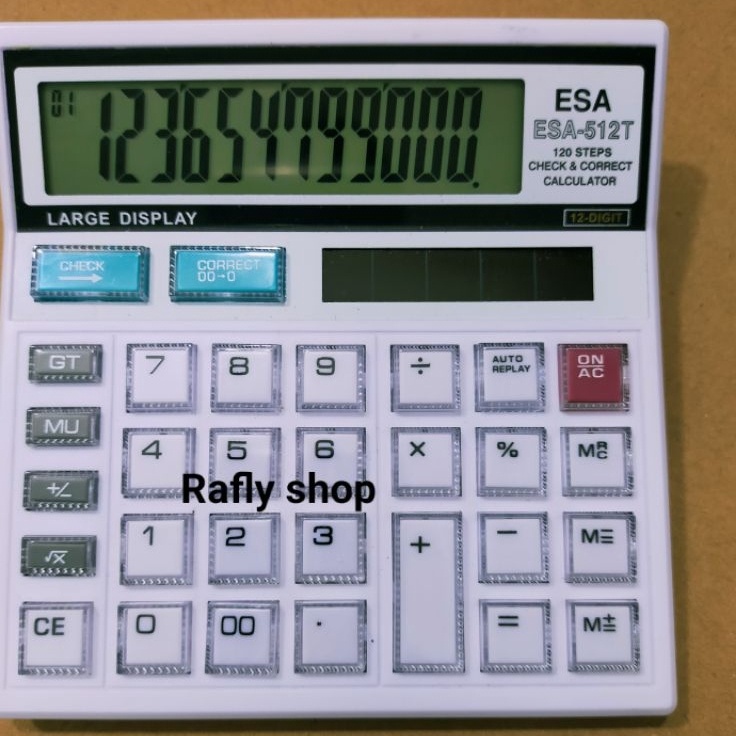 01 123654799000.
ESA
ESA-512T
120 STEPS
CHECK & CORRECT
CALCULATOR
LARGE DISPLAY
12-DIGIT
CHECK →
CORRECT
00→0
GT 7 8 9 ÷ AUTO REPLAY ON/AC
MU 4 5 6 × % MRC
Rafly shop
+/− 1 2 3 + − M=
√x
CE 0 00 . = M±